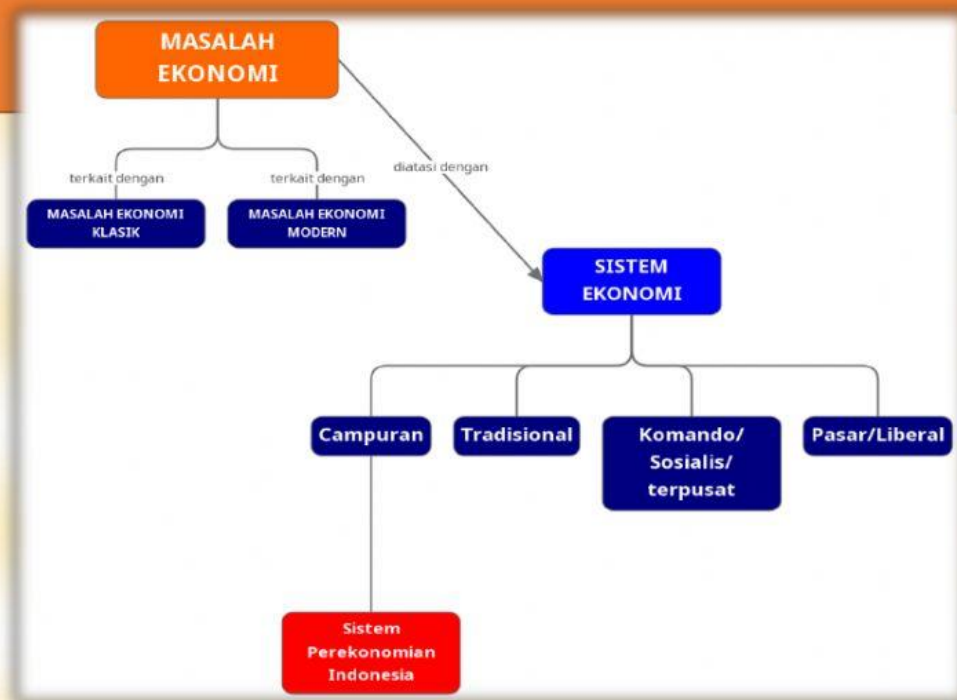 MASALAH
EKONOMI
terkait dengan
terkait dengan
diatasi dengan
MASALAH EKONOMI
KLASIK
MASALAH EKONOMI
MODERN
SISTEM
EKONOMI
Campuran
Tradisional
Komando/
Sosialis/
terpusat
Pasar/Liberal
Sistem
Perekonomian
Indonesia